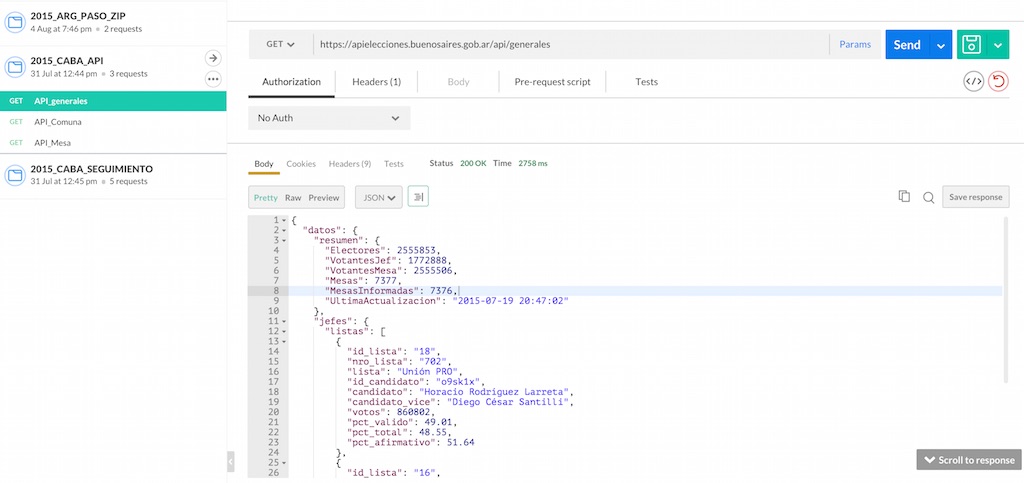 2015_ARG_PASO_ZIP
4 Aug at 7:46 pm • 2 requests
2015_CABA_API
31 Jul at 12:44 pm • 3 requests
GET API_generales
GET API_Comuna
GET API_Mesa
2015_CABA_SEGUIMIENTO
31 Jul at 12:45 pm • 5 requests
GET https://apielecciones.buenosaires.gob.ar/api/generales Params Send
Authorization Headers (1) Body Pre-request script Tests
No Auth
Body Cookies Headers (9) Tests Status 200 OK Time 2758 ms
Pretty Raw Preview JSON Save response
1 {
2 "datos": {
3 "resumen": {
4 "Electores": 2555853,
5 "VotantesJef": 1772888,
6 "VotantesMesa": 2555506,
7 "Mesas": 7377,
8 "MesasInformadas": 7376,
9 "UltimaActualizacion": "2015-07-19 20:47:02"
10 },
11 "jefes": {
12 "listas": [
13 {
14 "id_lista": "18",
15 "nro_lista": "702",
16 "lista": "Unión PRO",
17 "id_candidato": "o9sk1x",
18 "candidato": "Horacio Rodríguez Larreta",
19 "candidato_vice": "Diego César Santilli",
20 "votos": 860802,
21 "pct_valido": 49.01,
22 "pct_total": 48.55,
23 "pct_afirmativo": 51.64
24 },
25 {
26 "id_lista": "16",
Scroll to response